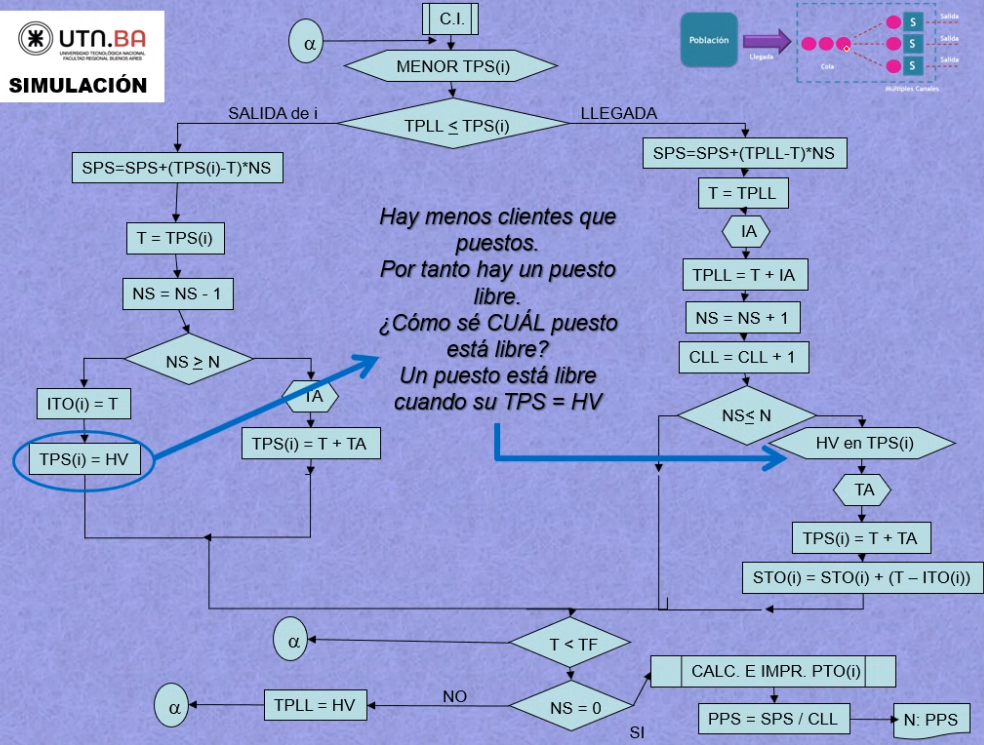 UTN.BA
UNIVERSIDAD TECNOLÓGICA NACIONAL
FACULTAD REGIONAL BUENOS AIRES
SIMULACIÓN
C.I.
α
MENOR TPS(i)
Población
Llegada
Cola
S
Salida
S
Salida
S
Salida
Múltiples Canales
SALIDA de i
TPLL ≤ TPS(i)
LLEGADA
SPS=SPS+(TPS(i)-T)*NS
T = TPS(i)
NS = NS - 1
NS ≥ N
ITO(i) = T
TPS(i) = HV
TA
TPS(i) = T + TA
Hay menos clientes que
puestos.
Por tanto hay un puesto
libre.
¿Cómo sé CUÁL puesto
está libre?
Un puesto está libre
cuando su TPS = HV
SPS=SPS+(TPLL-T)*NS
T = TPLL
IA
TPLL = T + IA
NS = NS + 1
CLL = CLL + 1
NS≤ N
HV en TPS(i)
TA
TPS(i) = T + TA
STO(i) = STO(i) + (T – ITO(i))
α
T < TF
α
TPLL = HV
NO
NS = 0
SI
CALC. E IMPR. PTO(i)
PPS = SPS / CLL
N: PPS